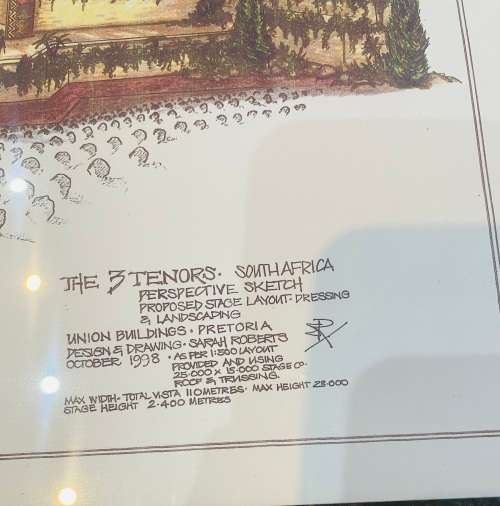 THE 3 TENORS · SOUTH AFRICA
PERSPECTIVE SKETCH
PROPOSED STAGE LAYOUT · DRESSING
& LANDSCAPING
UNION BUILDINGS · PRETORIA
DESIGN & DRAWING · SARAH ROBERTS
OCTOBER 1998 · AS PER 1:500 LAYOUT
PROVIDED AND USING
25.000 x 15.000 STAGE CO.
ROOF & TRUSSING.
MAX WIDTH · TOTAL VISTA 110 METRES · MAX HEIGHT 28.000
STAGE HEIGHT 2.400 METRES